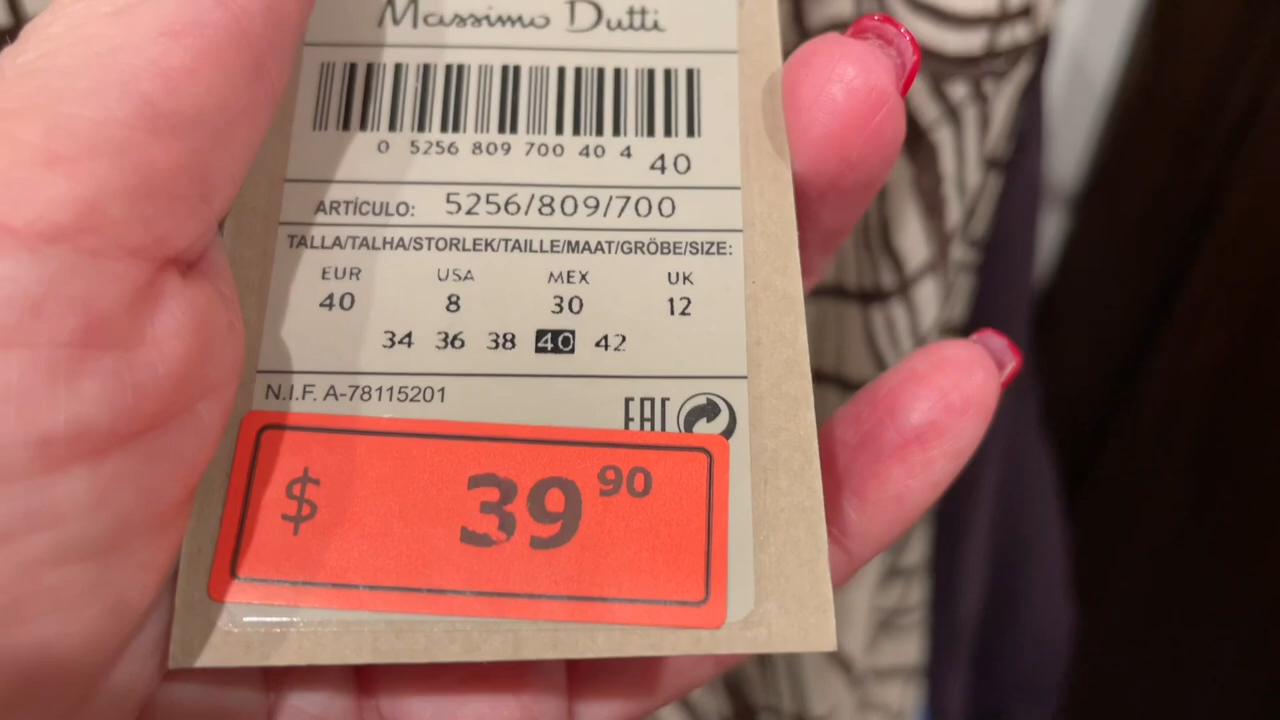 Massimo Dutti
0 5256 809 700 40 4
40
ARTÍCULO: 5256/809/700
TALLA/TALHA/STORLEK/TAILLE/MAAT/GRÖBE/SIZE:
EUR USA MEX UK
40 8 30 12
34 36 38 40 42
N.I.F. A-78115201
EAC
$ 39 90